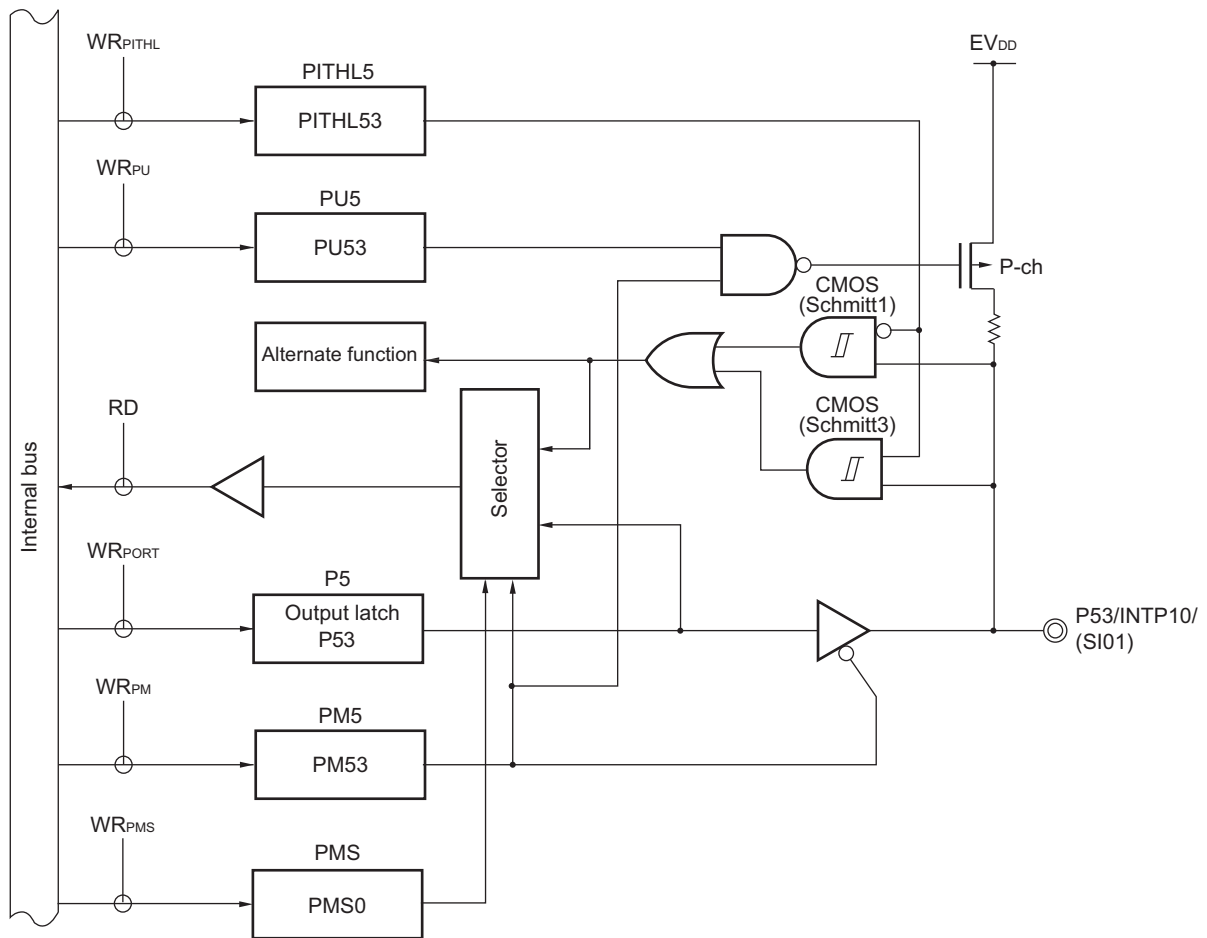 WRPITHL
EVDD
PITHL5
PITHL53
WRPU
PU5
PU53
P-ch
CMOS
(Schmitt1)
Alternate function
RD
CMOS
(Schmitt3)
Selector
Internal bus
WRPORT
P5
Output latch
P53
P53/INTP10/
(SI01)
WRPM
PM5
PM53
WRPMS
PMS
PMS0